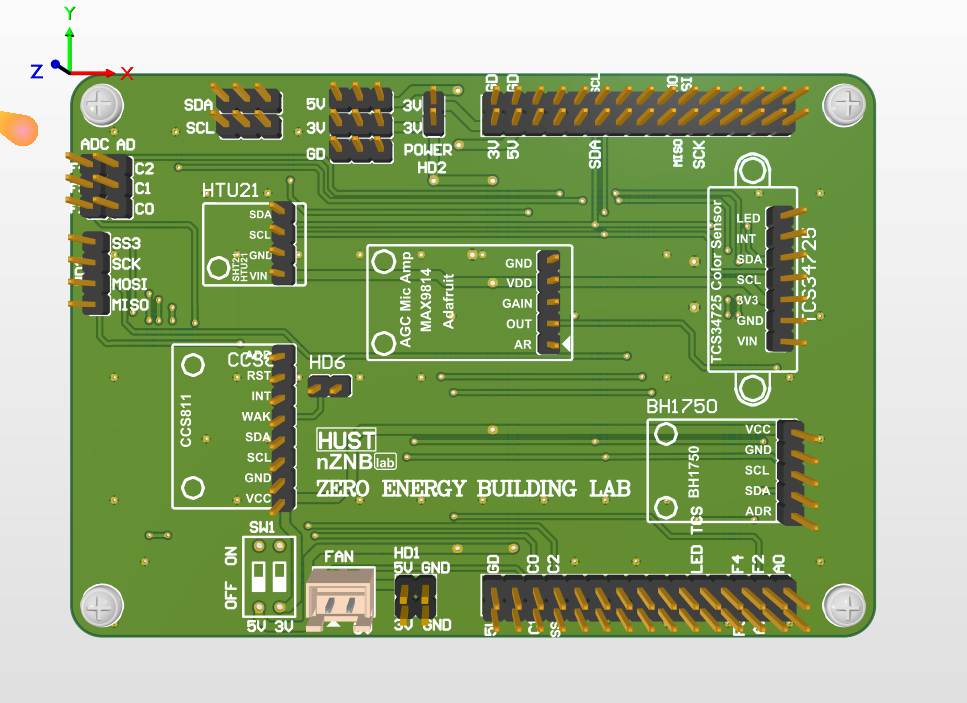 Y
Z
X
SDA
SCL
5V
3V
GD
3V
3V
POWER
HD2
GD
GD
SCL
3V
5V
SDA
MISO
SCK
ADC AD
C2
C1
C0
SS3
SCK
MOSI
MISO
HTU21
SDA
SCL
GND
VIN
SHT21
HTU21
AGC Mic Amp
MAX9814
Adafruit
GND
VDD
GAIN
OUT
AR
TCS34725 Color Sensor
LED
INT
SDA
SCL
3V3
GND
VIN
TCS34725
CCS811
RST
INT
WAK
SDA
SCL
GND
VCC
HD6
HUST
nZNB lab
ZERO ENERGY BUILDING LAB
BH1750
BH1750
VCC
GND
SCL
SDA
ADR
SW1
ON
OFF
5V 3V
FAN
HD1
5V GND
3V GND
GD
C0
C2
TCS
LED
F4
F2
A0
C1